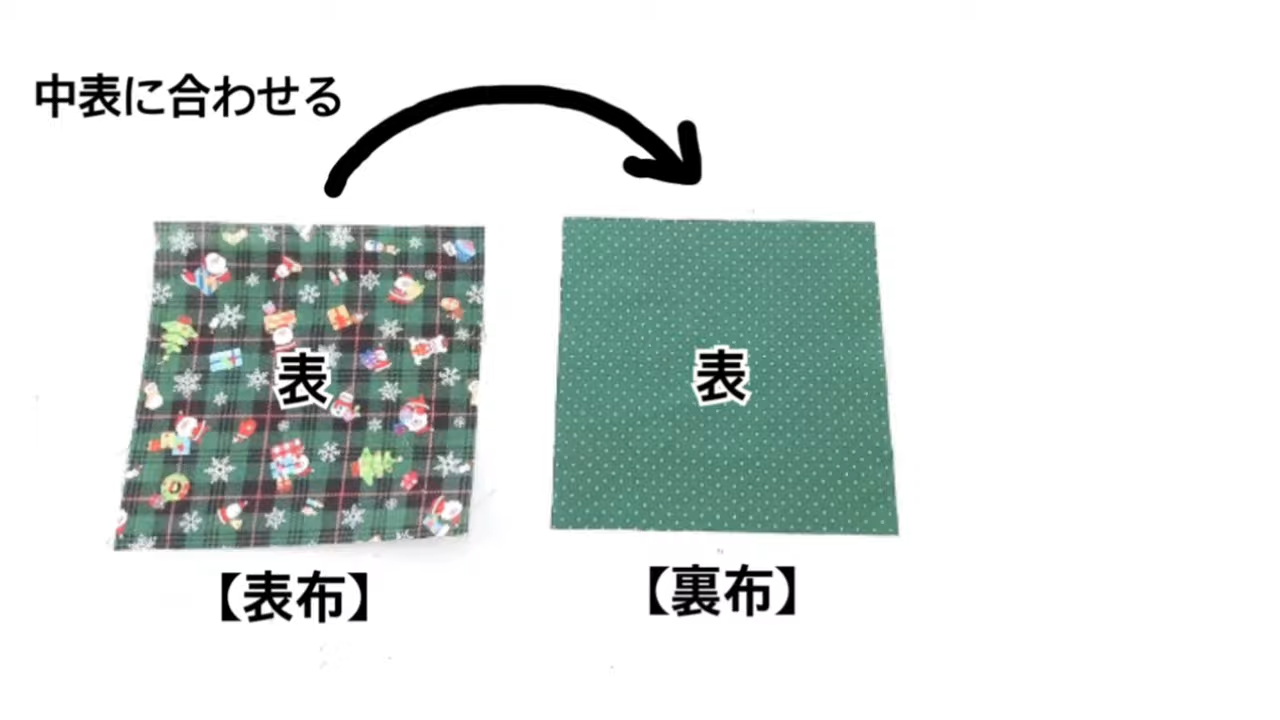 中表に合わせる
表
表
【表布】
【裏布】